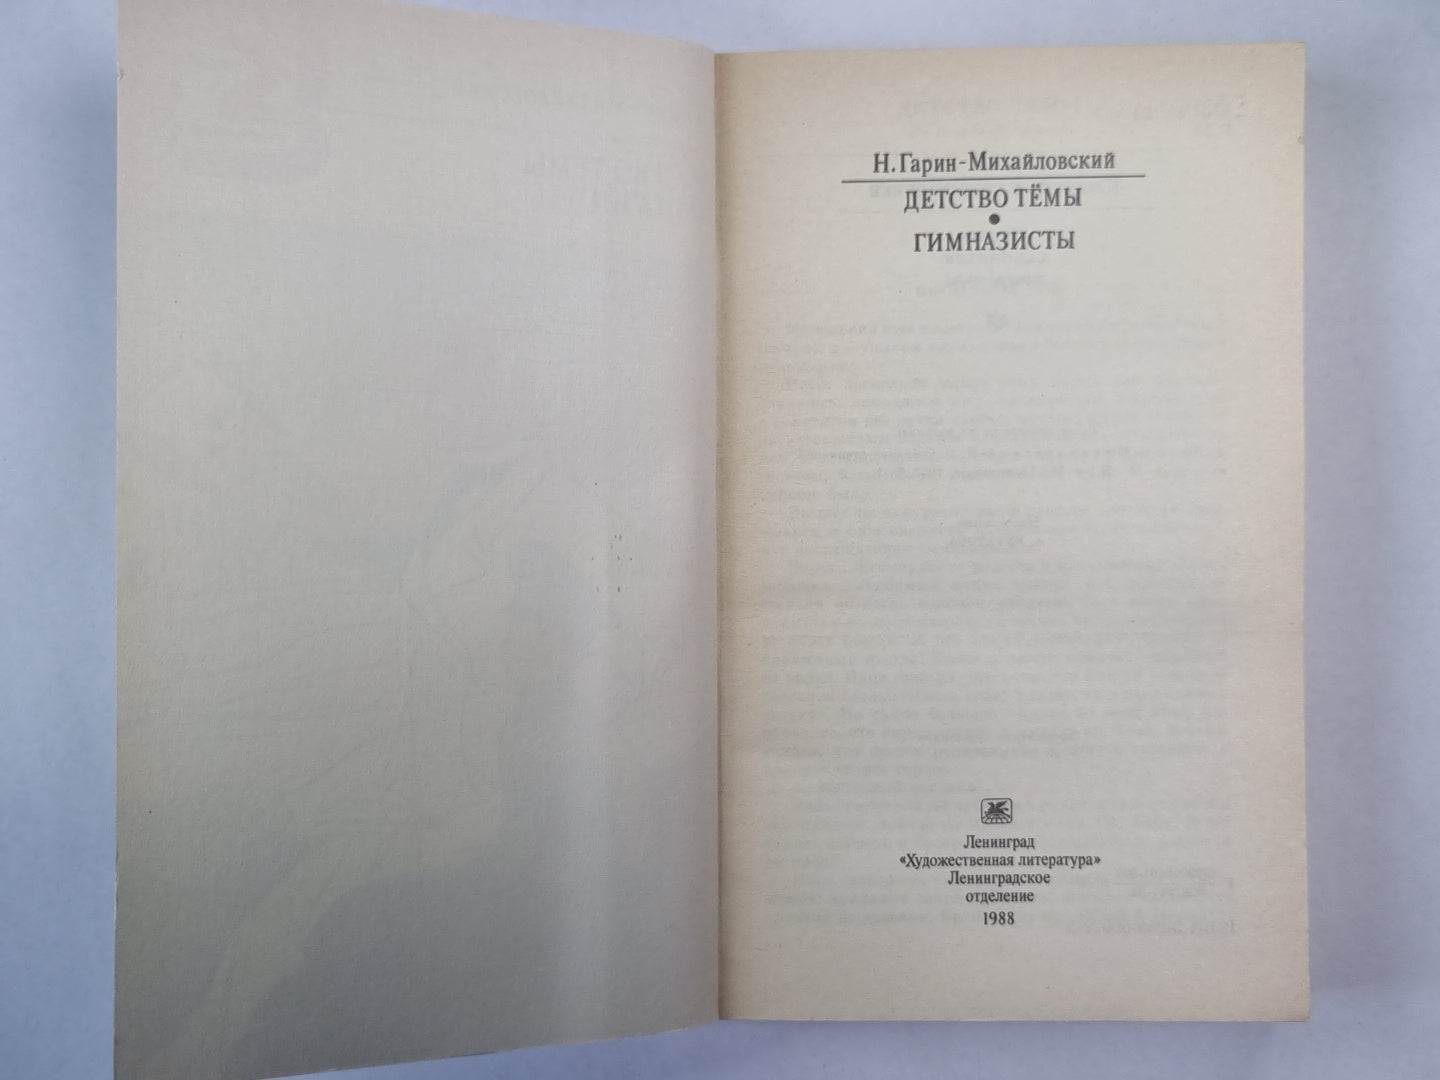 Н. Гарин-Михайловский
ДЕТСТВО ТЁМЫ
•
ГИМНАЗИСТЫ
Ленинград
«Художественная литература»
Ленинградское
отделение
1988